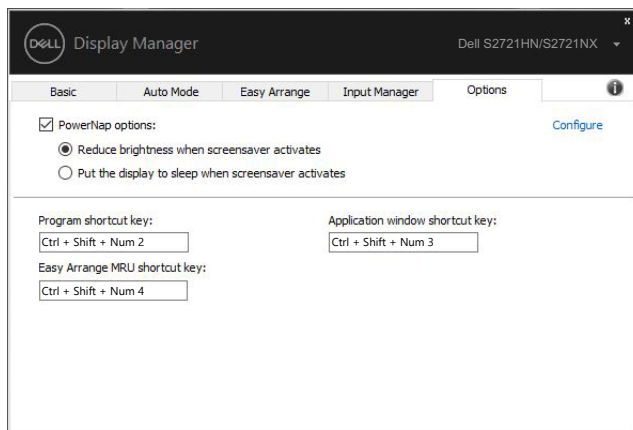 x
DELL Display Manager
Dell S2721HN/S2721NX
Basic Auto Mode Easy Arrange Input Manager Options
PowerNap options:
Configure
Reduce brightness when screensaver activates
Put the display to sleep when screensaver activates
Program shortcut key:
Application window shortcut key:
Ctrl + Shift + Num 2
Ctrl + Shift + Num 3
Easy Arrange MRU shortcut key:
Ctrl + Shift + Num 4